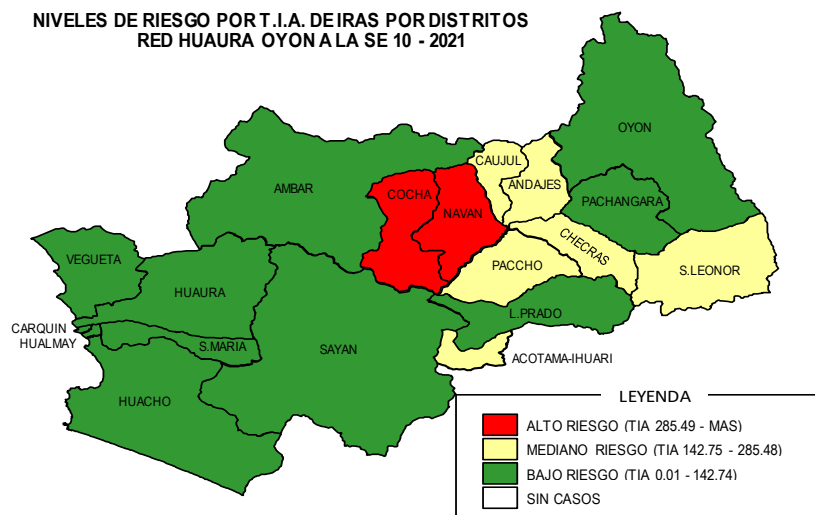 NIVELES DE RIESGO POR T.I.A. DE IRAS POR DISTRITOS
RED HUAURA OYON A LA SE 10 - 2021
OYON
CAUJUL
ANDAJES
AMBAR
COCHA
NAVAN
PACHANGARA
CHECRAS
VEGUETA
PACCHO
S.LEONOR
HUAURA
L.PRADO
CARQUIN
HUALMAY
S.MARIA
SAYAN
ACOTAMA-IHUARI
HUACHO
LEYENDA
ALTO RIESGO (TIA 285.49 - MAS)
MEDIANO RIESGO (TIA 142.75 - 285.48)
BAJO RIESGO (TIA 0.01 - 142.74)
SIN CASOS